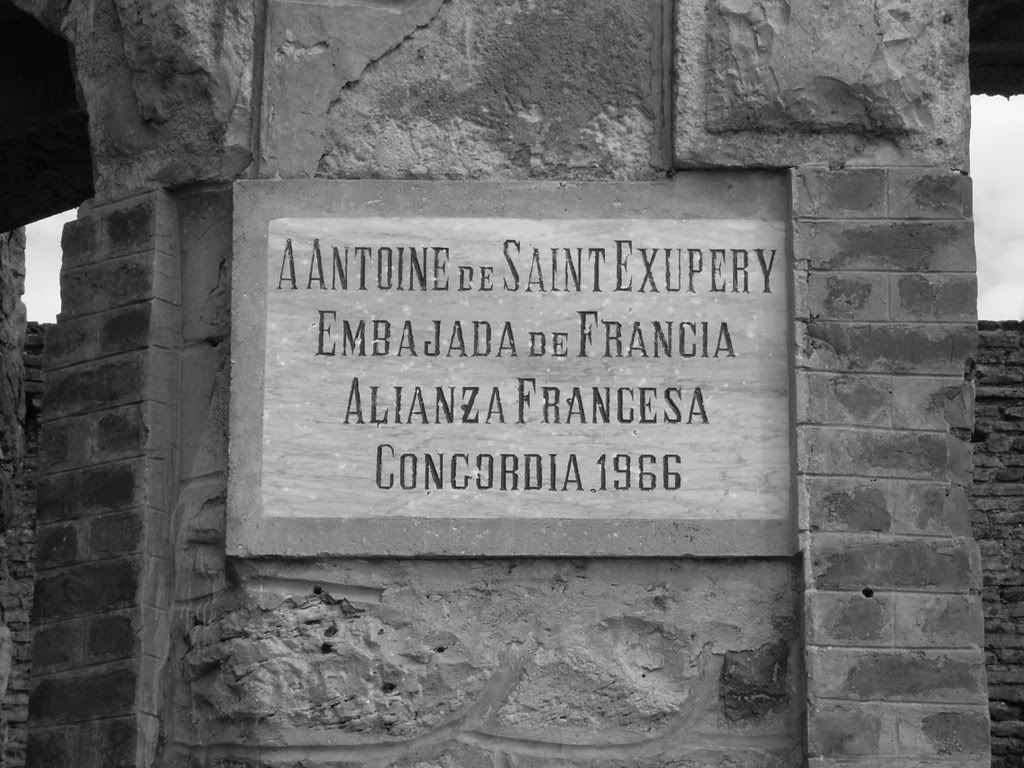 A ANTOINE DE SAINT EXUPERY
EMBAJADA DE FRANCIA
ALIANZA FRANCESA
CONCORDIA, 1966